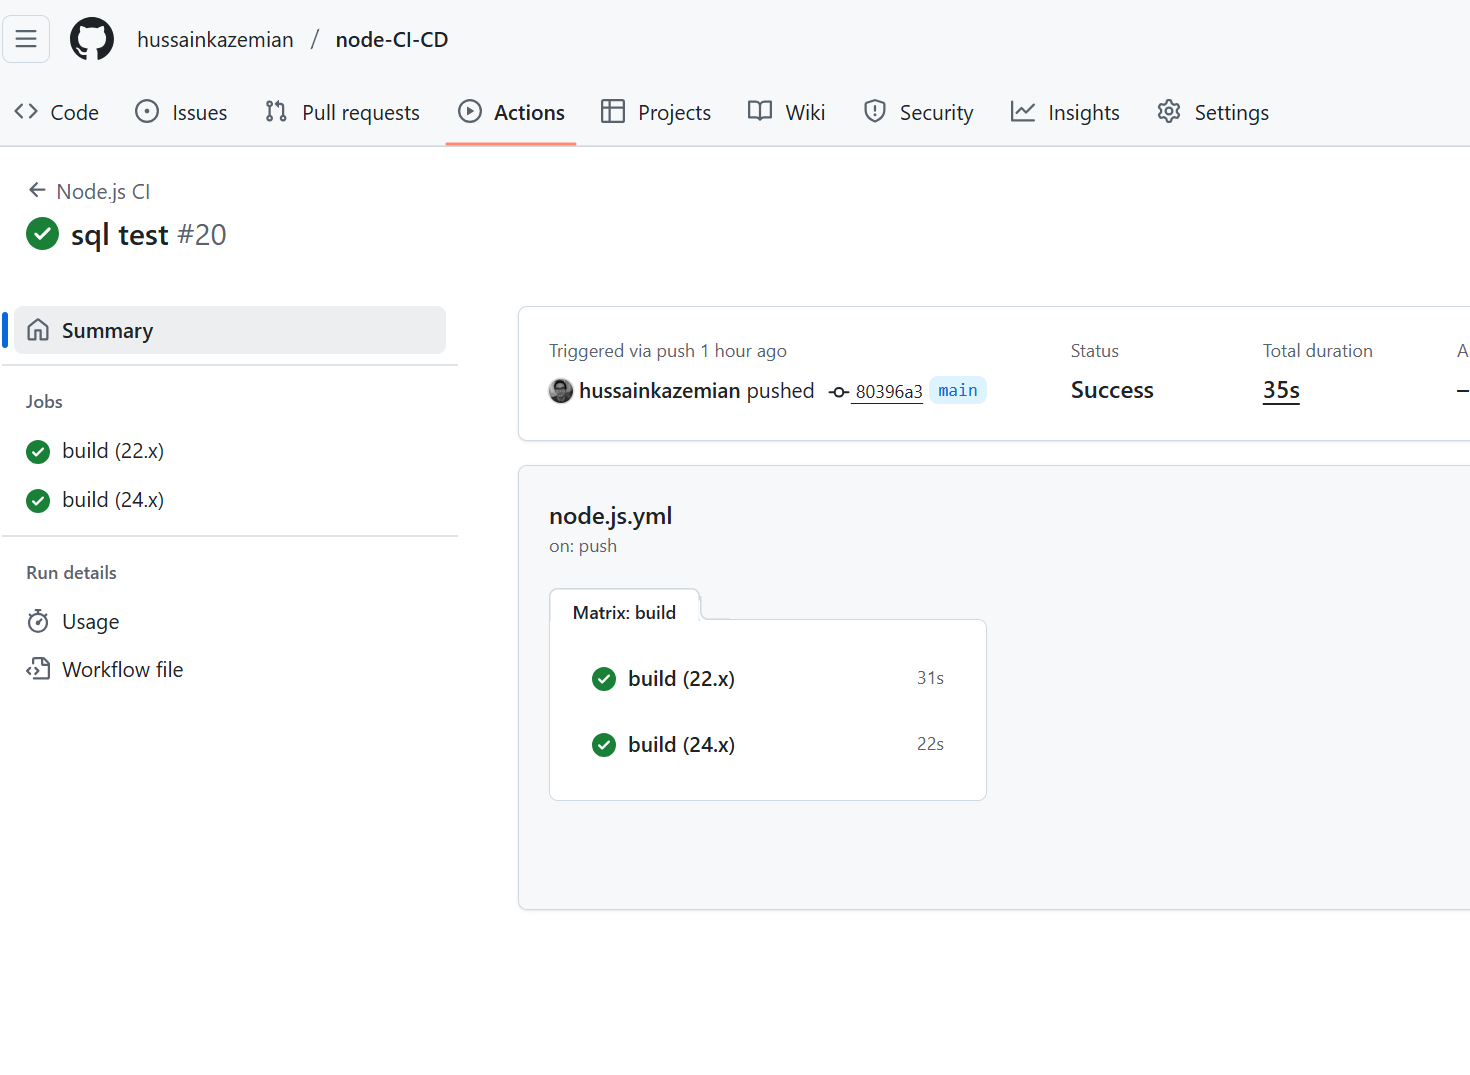 hussainkazemian / node-CI-CD
Code Issues Pull requests Actions Projects Wiki Security Insights Settings
Node.js CI
sql test #20
Summary
Jobs
build (22.x)
build (24.x)
Run details
Usage
Workflow file
Triggered via push 1 hour ago
hussainkazemian pushed 80396a3 main
Status
Success
Total duration
35s
A
–
node.js.yml
on: push
Matrix: build
build (22.x) 31s
build (24.x) 22s